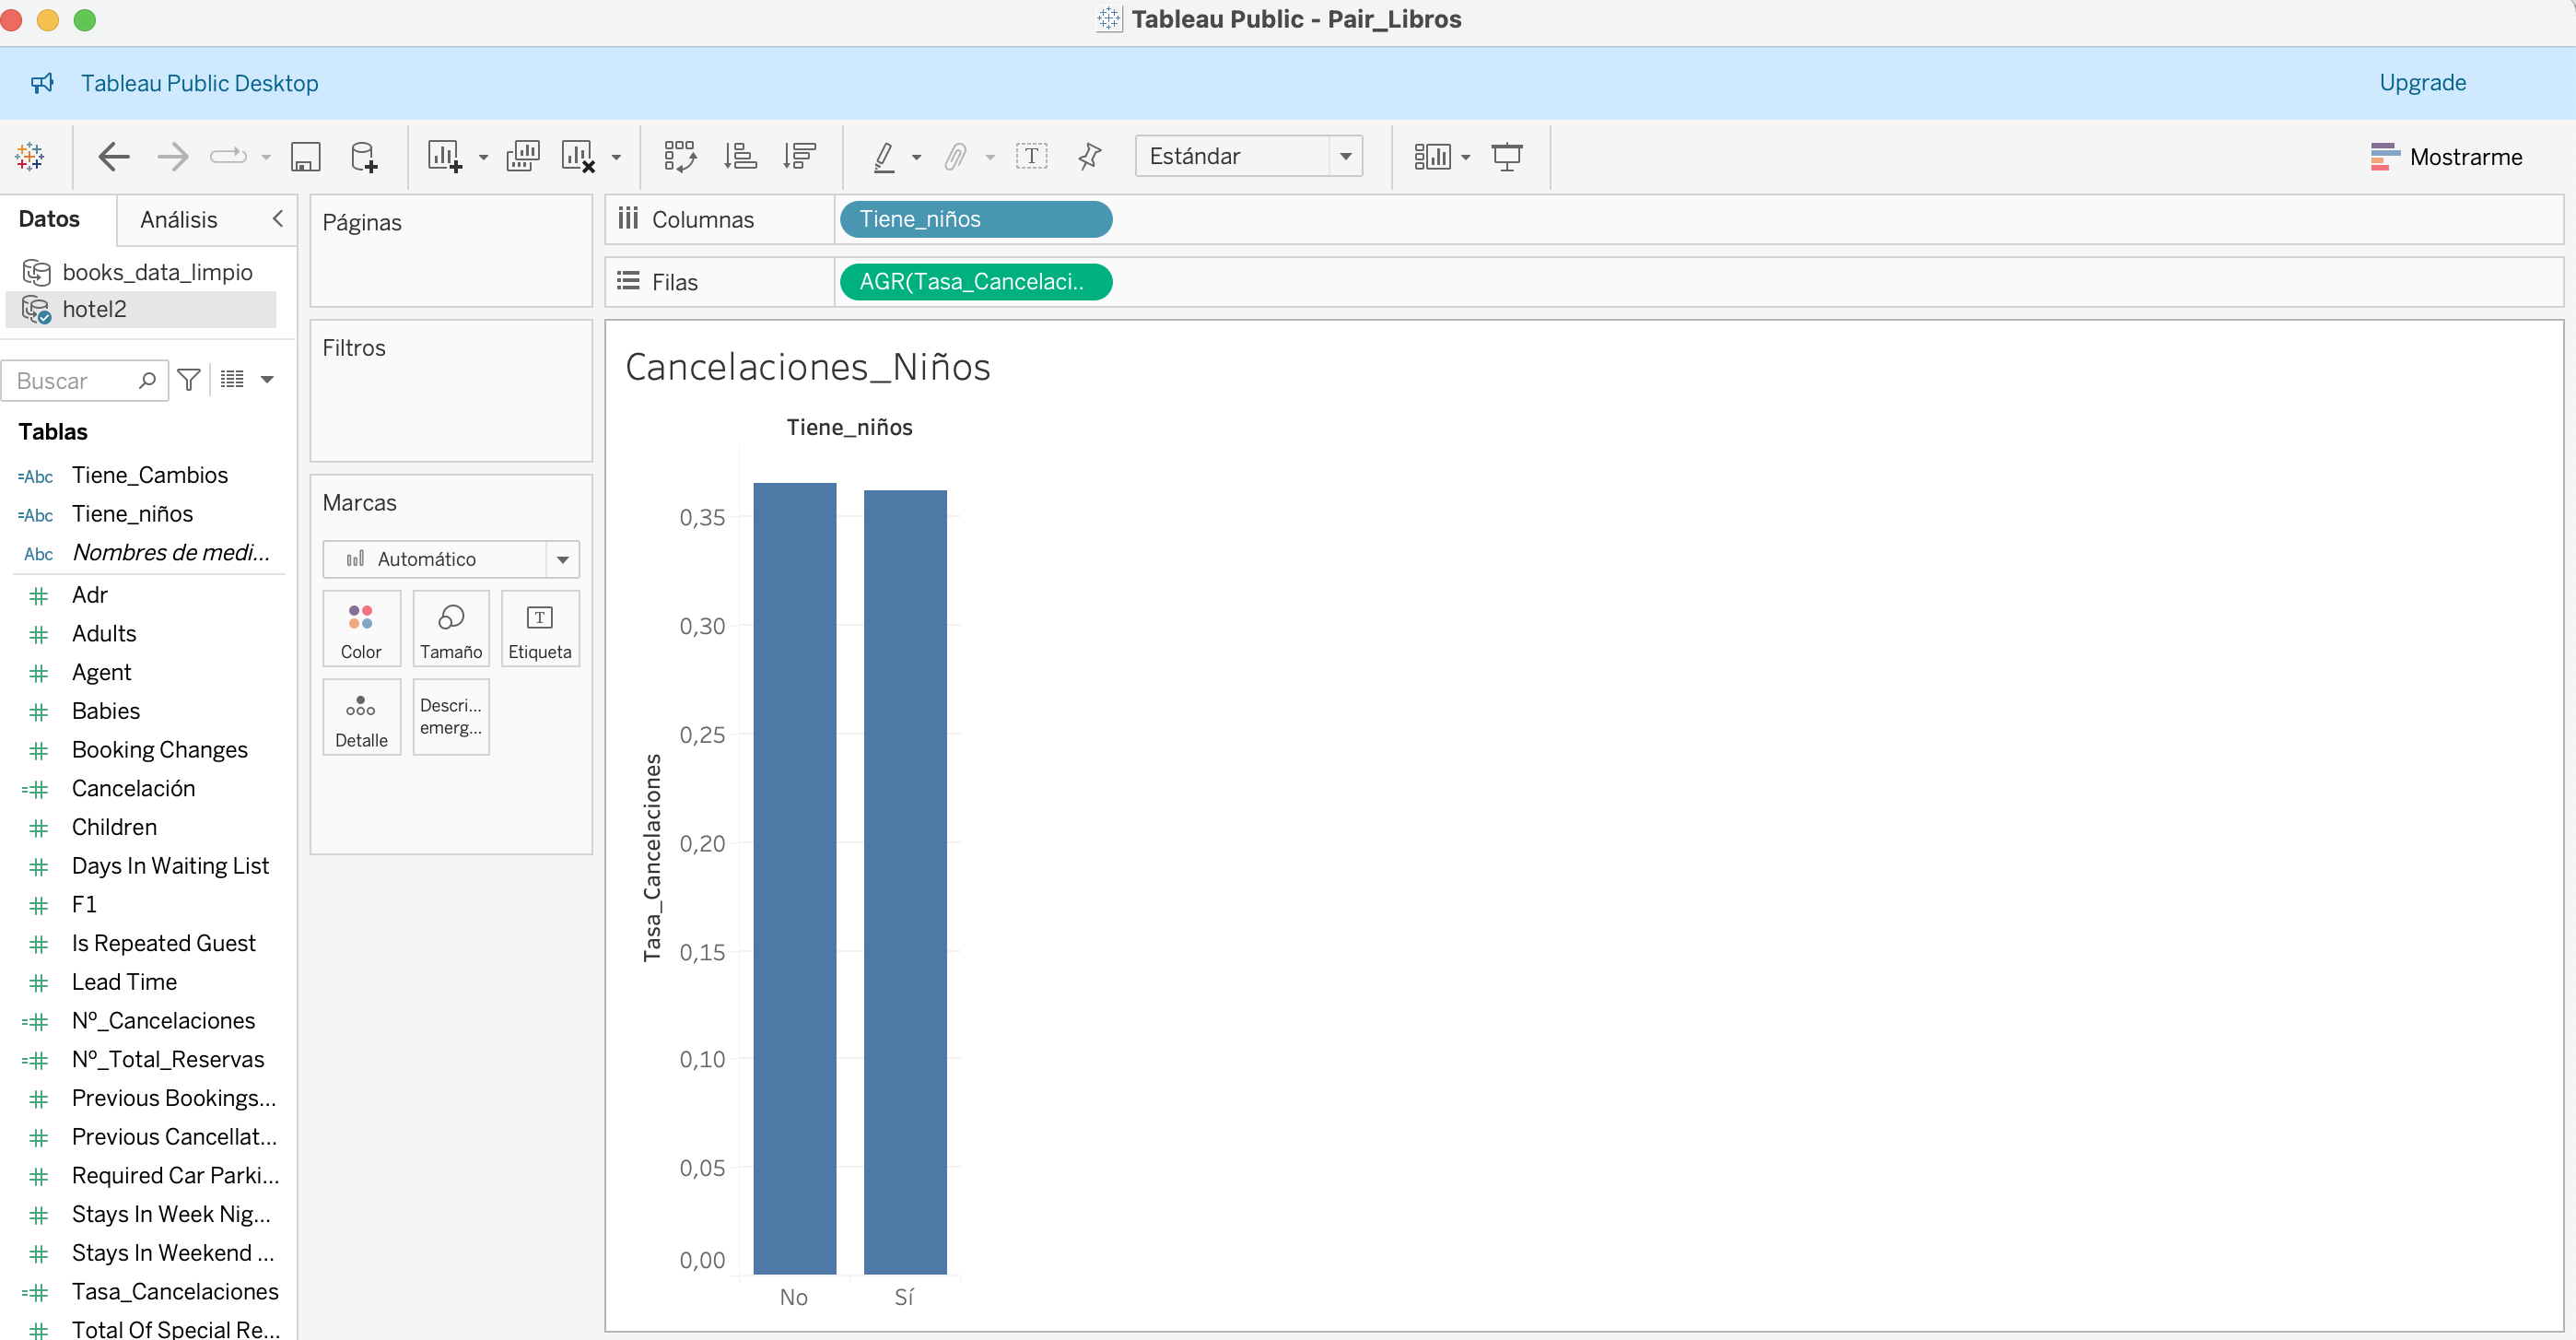 Tableau Public - Pair_Libros
Tableau Public Desktop
Upgrade
Estándar
Mostrarme
Datos
Análisis
books_data_limpio
hotel2
Buscar
Tablas
=Abc Tiene_Cambios
=Abc Tiene_niños
Abc Nombres de medi...
Adr
Adults
Agent
Babies
Booking Changes
Cancelación
Children
Days In Waiting List
F1
Is Repeated Guest
Lead Time
Nº_Cancelaciones
Nº_Total_Reservas
Previous Bookings...
Previous Cancellat...
Required Car Parki...
Stays In Week Nig...
Stays In Weekend ...
Tasa_Cancelaciones
Total Of Special Re...
Páginas
Filtros
Marcas
Automático
Color
Tamaño
T
Etiqueta
Detalle
Descri...
emerg...
Columnas
Tiene_niños
Filas
AGR(Tasa_Cancelaci..
Cancelaciones_Niños
Tiene_niños
Tasa_Cancelaciones
0,35
0,30
0,25
0,20
0,15
0,10
0,05
0,00
No
Sí